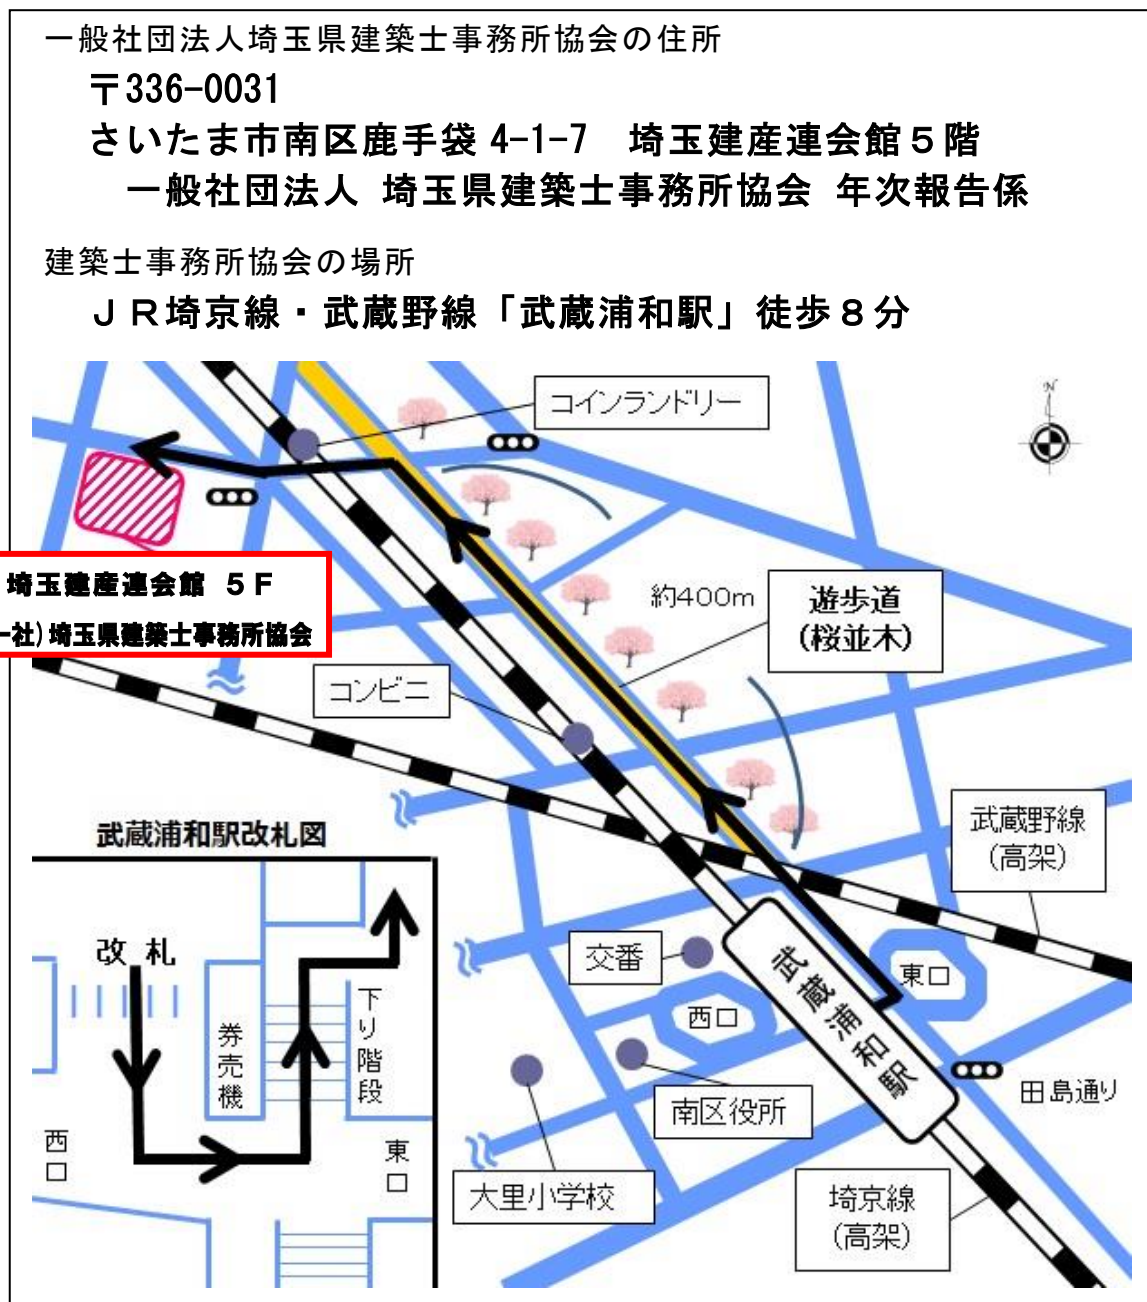 一般社団法人埼玉県建築士事務所協会の住所
〒336-0031
さいたま市南区鹿手袋 4-1-7　埼玉建産連会館５階
一般社団法人 埼玉県建築士事務所協会 年次報告係
建築士事務所協会の場所
ＪＲ埼京線・武蔵野線「武蔵浦和駅」徒歩８分
コインランドリー
N
埼玉建産連会館 ５Ｆ
一社)埼玉県建築士事務所協会
約400m
遊歩道
(桜並木)
コンビニ
武蔵野線
(高架)
武蔵浦和駅改札図
改 札
券売機
下り階段
西口
東口
交番
西口
東口
武蔵浦和駅
南区役所
田島通り
大里小学校
埼京線
(高架)